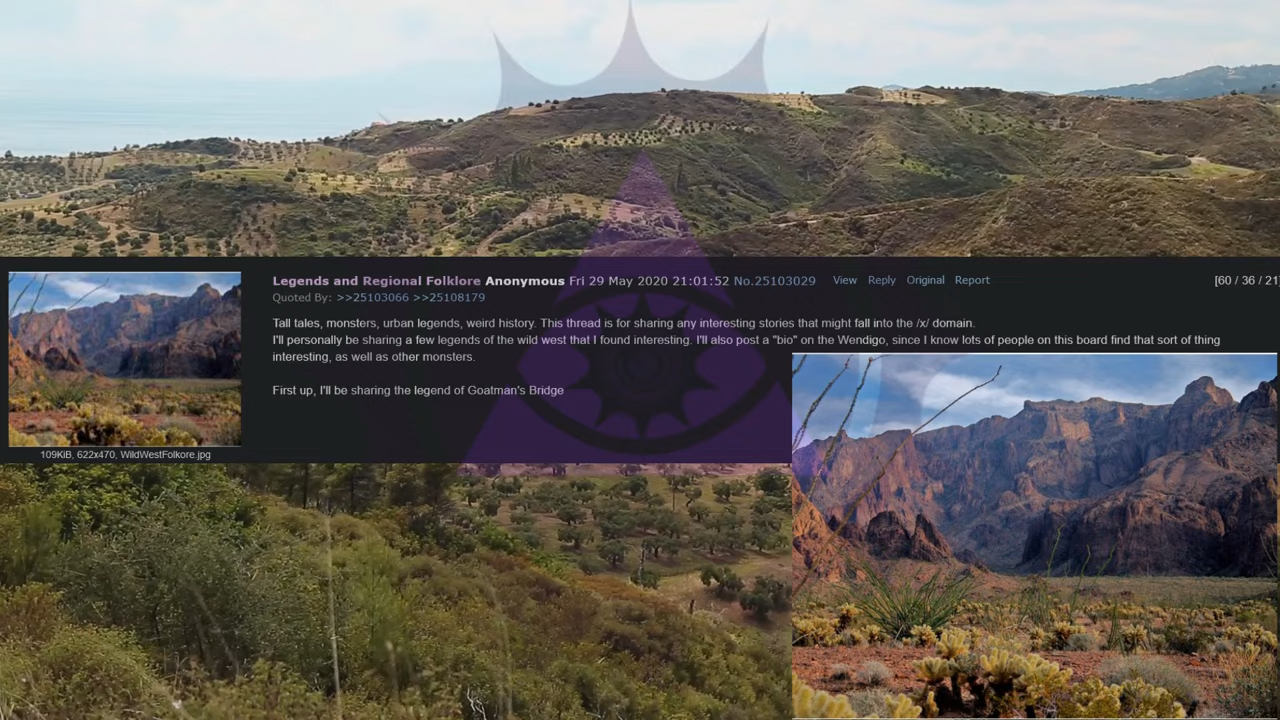 Legends and Regional Folklore Anonymous Fri 29 May 2020 21:01:52 No.25103029 View Reply Original Report [60 / 36 / 21]
Quoted By: >>25103066 >>25108179
Tall tales, monsters, urban legends, weird history. This thread is for sharing any interesting stories that might fall into the /x/ domain.
I'll personally be sharing a few legends of the wild west that I found interesting. I'll also post a "bio" on the Wendigo, since I know lots of people on this board find that sort of thing
interesting, as well as other monsters.
First up, I'll be sharing the legend of Goatman's Bridge
109KiB, 622x470, WildWestFolkore.jpg